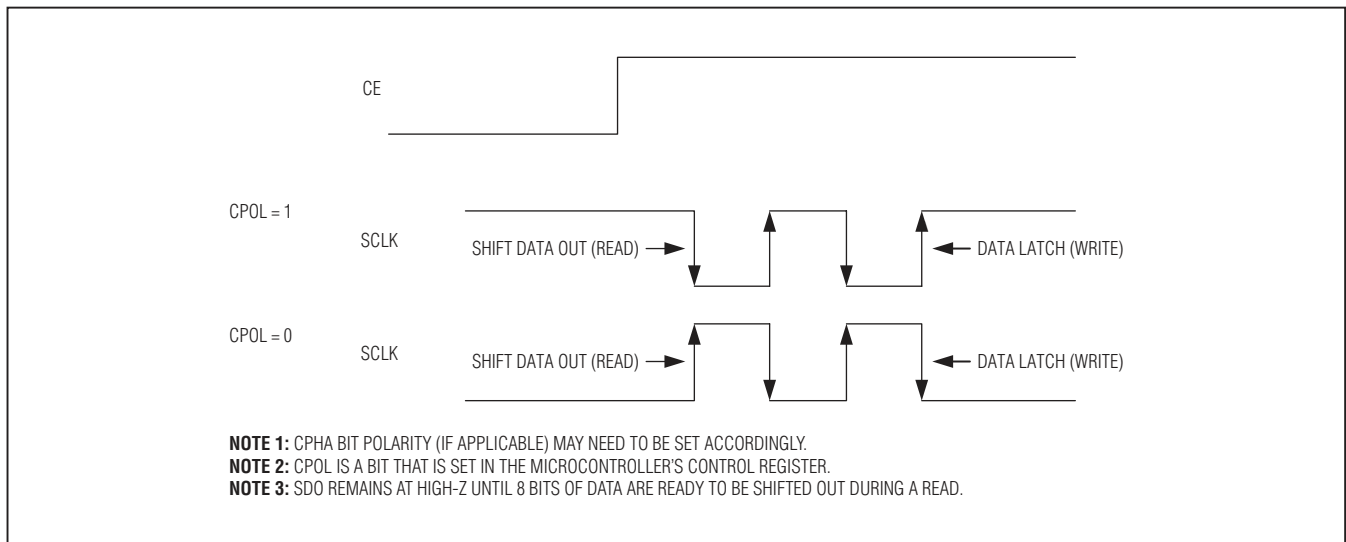 CE
CPOL = 1
SCLK
SHIFT DATA OUT (READ)
DATA LATCH (WRITE)
CPOL = 0
SCLK
SHIFT DATA OUT (READ)
DATA LATCH (WRITE)
NOTE 1: CPHA BIT POLARITY (IF APPLICABLE) MAY NEED TO BE SET ACCORDINGLY.
NOTE 2: CPOL IS A BIT THAT IS SET IN THE MICROCONTROLLER'S CONTROL REGISTER.
NOTE 3: SDO REMAINS AT HIGH-Z UNTIL 8 BITS OF DATA ARE READY TO BE SHIFTED OUT DURING A READ.